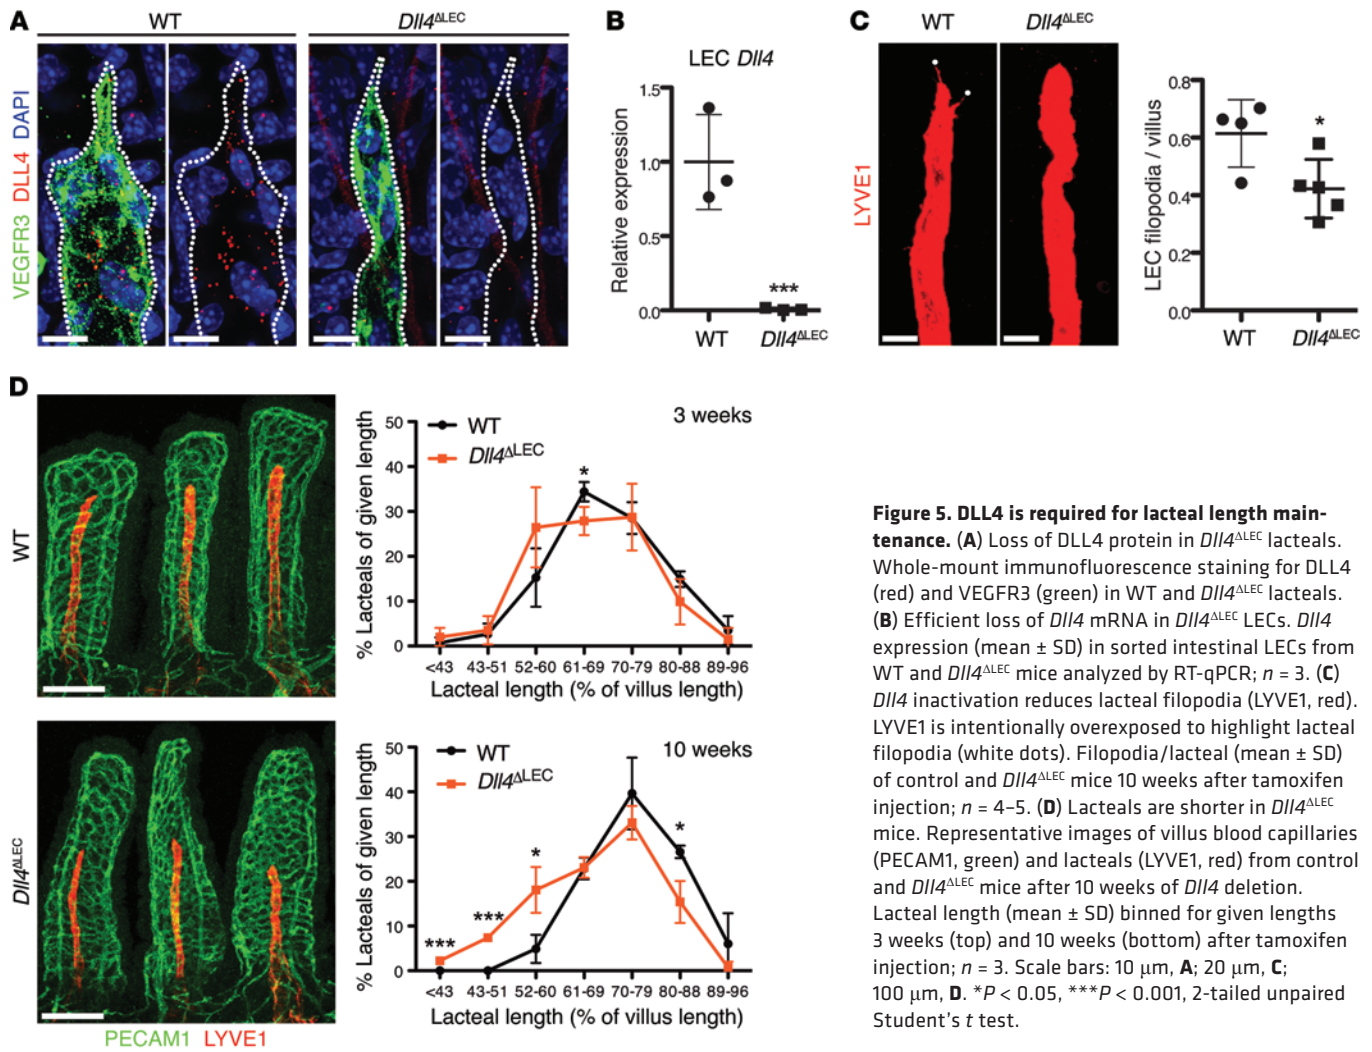 A
WT
Dll4ΔLEC
VEGFR3 DLL4 DAPI
B
LEC Dll4
Relative expression
1.5
1.0
0.5
0.0
***
WT
Dll4ΔLEC
C
WT
Dll4ΔLEC
LYVE1
LEC filopodia / villus
0.8
0.6
0.4
0.2
0.0
*
WT
Dll4ΔLEC
D
WT
Dll4ΔLEC
PECAM1 LYVE1
% Lacteals of given length
50
40
30
20
10
0
WT
Dll4ΔLEC
3 weeks
*
<43 43-51 52-60 61-69 70-79 80-88 89-96
Lacteal length (% of villus length)
% Lacteals of given length
50
40
30
20
10
0
WT
Dll4ΔLEC
10 weeks
*** *** * *
<43 43-51 52-60 61-69 70-79 80-88 89-96
Lacteal length (% of villus length)
Figure 5. DLL4 is required for lacteal length main-
tenance. (A) Loss of DLL4 protein in Dll4ΔLEC lacteals.
Whole-mount immunofluorescence staining for DLL4
(red) and VEGFR3 (green) in WT and Dll4ΔLEC lacteals.
(B) Efficient loss of Dll4 mRNA in Dll4ΔLEC LECs. Dll4
expression (mean ± SD) in sorted intestinal LECs from
WT and Dll4ΔLEC mice analyzed by RT-qPCR; n = 3. (C)
Dll4 inactivation reduces lacteal filopodia (LYVE1, red).
LYVE1 is intentionally overexposed to highlight lacteal
filopodia (white dots). Filopodia/lacteal (mean ± SD)
of control and Dll4ΔLEC mice 10 weeks after tamoxifen
injection; n = 4–5. (D) Lacteals are shorter in Dll4ΔLEC
mice. Representative images of villus blood capillaries
(PECAM1, green) and lacteals (LYVE1, red) from control
and Dll4ΔLEC mice after 10 weeks of Dll4 deletion.
Lacteal length (mean ± SD) binned for given lengths
3 weeks (top) and 10 weeks (bottom) after tamoxifen
injection; n = 3. Scale bars: 10 μm, A; 20 μm, C;
100 μm, D. *P < 0.05, ***P < 0.001, 2-tailed unpaired
Student's t test.